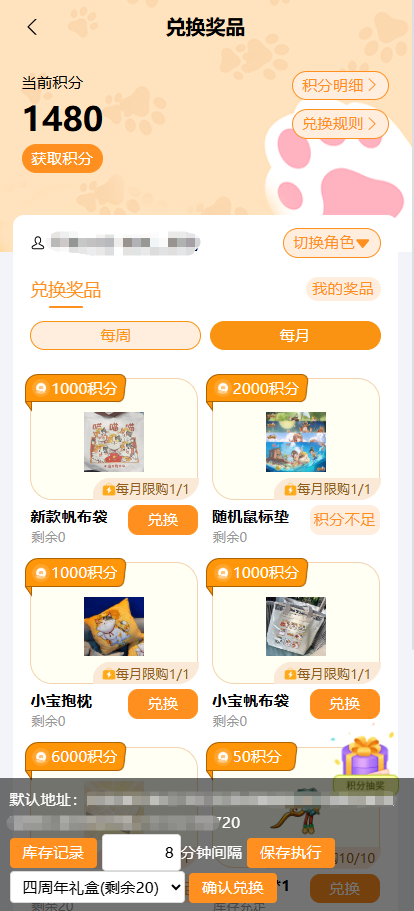 兑换奖品
当前积分
1480
获取积分
积分明细
兑换规则
切换角色
兑换奖品
我的奖品
每周
每月
1000积分
喵 喵 喵
每月限购1/1
新款帆布袋
兑换
剩余0
2000积分
每月限购1/1
随机鼠标垫
积分不足
剩余0
1000积分
每月限购1/1
小宝抱枕
兑换
剩余0
1000积分
每月限购1/1
小宝帆布袋
兑换
剩余0
6000积分
50积分
积分抽奖
10/10
*1
兑换
剩余20
库存充足
默认地址：
720
库存记录
8
分钟间隔
保存执行
四周年礼盒(剩余20)
确认兑换